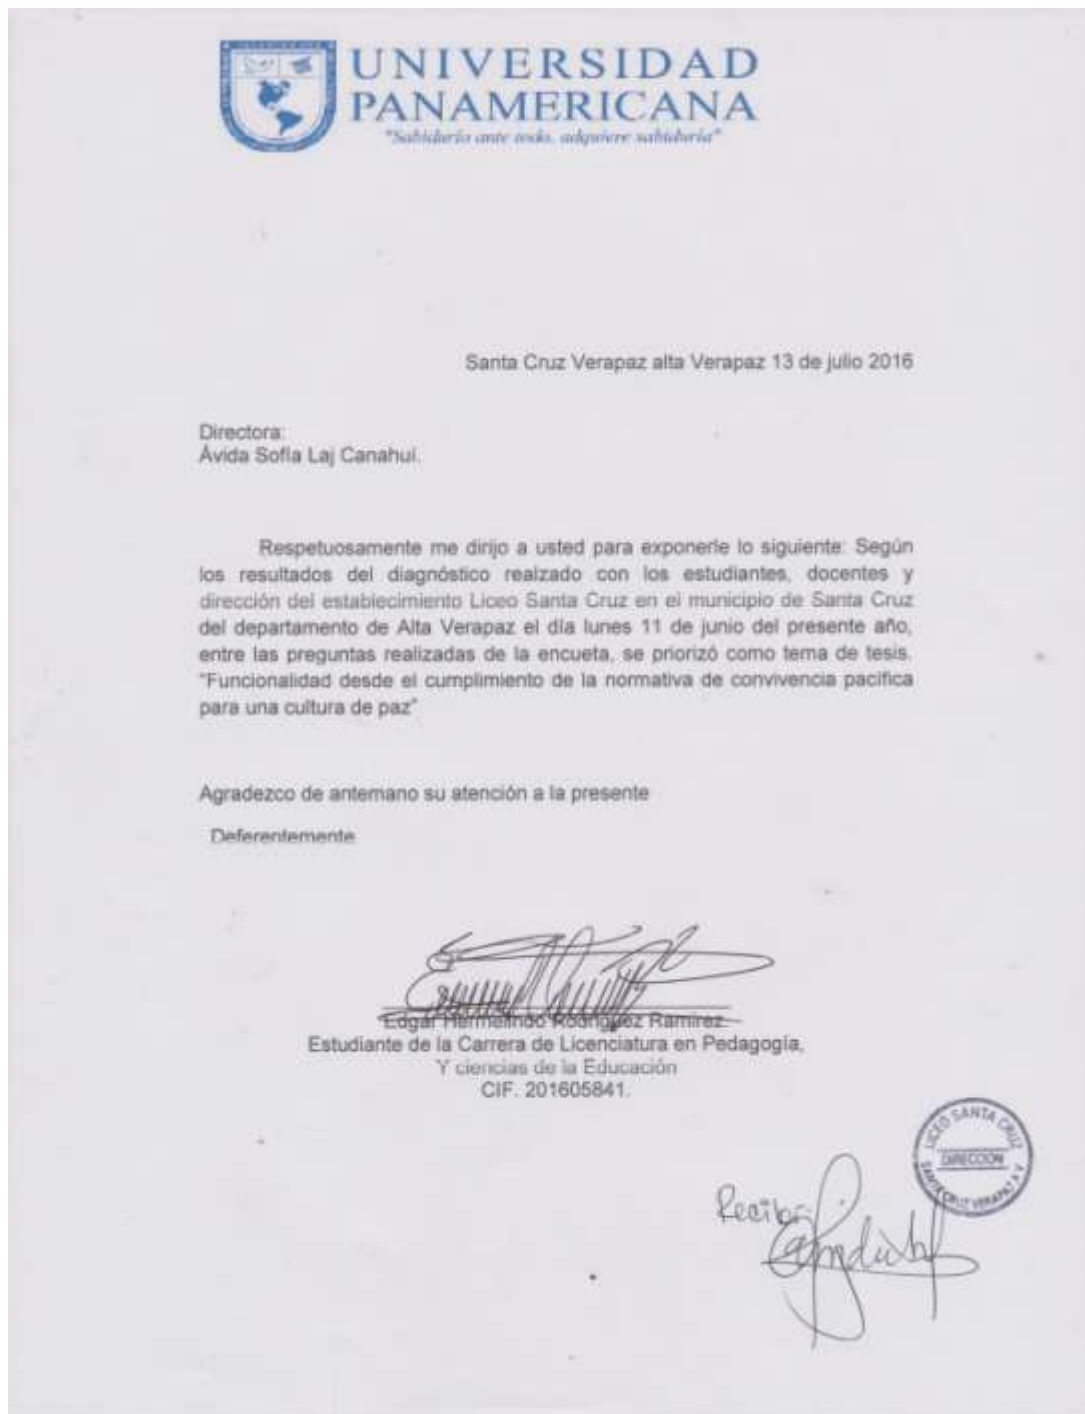 UNIVERSIDAD
PANAMERICANA
"Sabiduría ante todo, adquiere sabiduría"
Santa Cruz Verapaz alta Verapaz 13 de julio 2016
Directora:
Ávida Sofía Laj Canahuí.
Respetuosamente me dirijo a usted para exponerle lo siguiente: Según
los resultados del diagnóstico realzado con los estudiantes, docentes y
dirección del establecimiento Liceo Santa Cruz en el municipio de Santa Cruz
del departamento de Alta Verapaz el día lunes 11 de junio del presente año,
entre las preguntas realizadas de la encueta, se priorizó como tema de tesis.
"Funcionalidad desde el cumplimiento de la normativa de convivencia pacífica
para una cultura de paz"
Agradezco de antemano su atención a la presente
Deferentemente
Edgar Hermelindo Rodríguez Ramírez.
Estudiante de la Carrera de Licenciatura en Pedagogía,
Y ciencias de la Educación
CIF. 201605841.
LICEO SANTA CRUZ
DIRECCION
SANTA CRUZ VERAPAZ A V
Recibí: